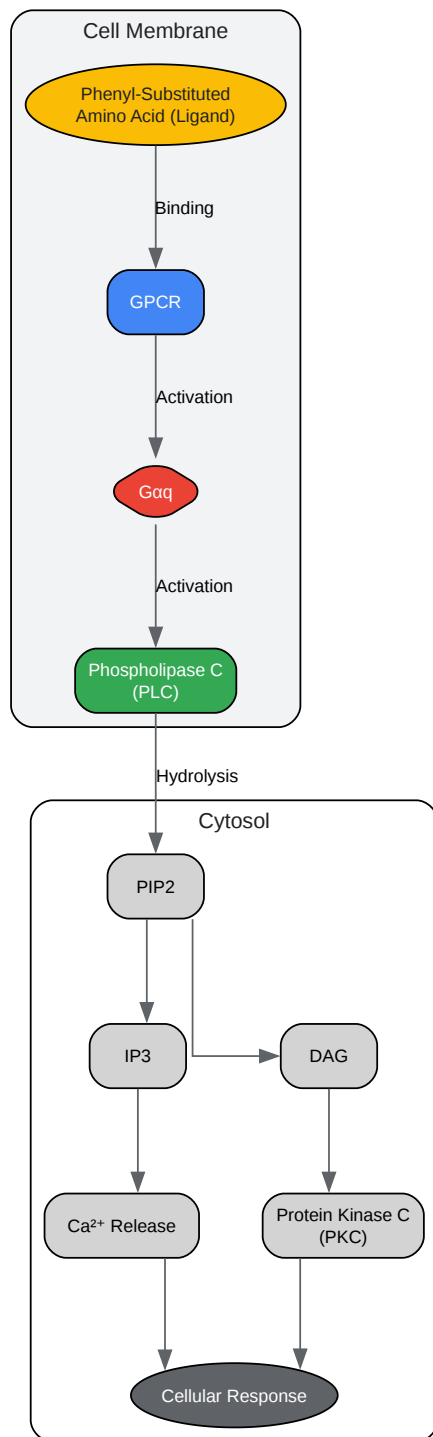 Cell Membrane
Phenyl-Substituted
Amino Acid (Ligand)
Binding
GPCR
Activation
Gαq
Activation
Phospholipase C
(PLC)
Hydrolysis
Cytosol
PIP2
IP3
DAG
Ca²⁺ Release
Protein Kinase C
(PKC)
Cellular Response